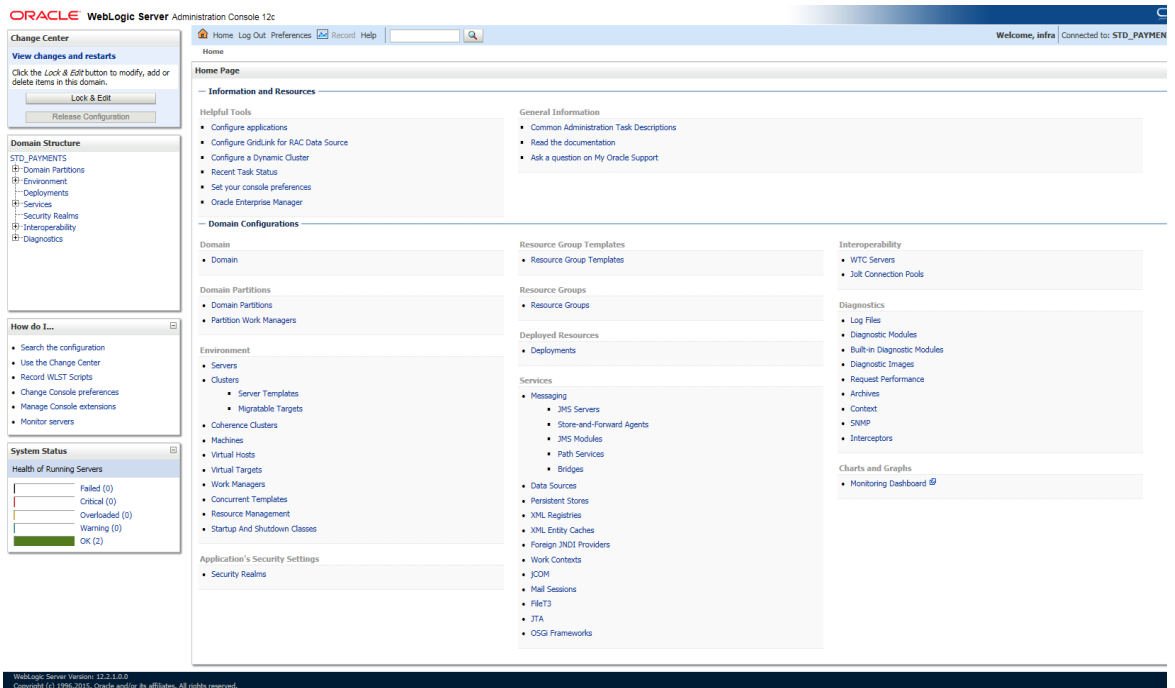 ORACLE WebLogic Server Administration Console 12c
Change Center
View changes and restarts
Click the Lock & Edit button to modify, add or
delete items in this domain.
Lock & Edit
Release Configuration
Domain Structure
STD_PAYMENTS
Domain Partitions
Environment
Deployments
Services
Security Realms
Interoperability
Diagnostics
How do I...
Search the configuration
Use the Change Center
Record WLST Scripts
Change Console preferences
Manage Console extensions
Monitor servers
System Status
Health of Running Servers
Failed (0)
Critical (0)
Overloaded (0)
Warning (0)
OK (2)
Home Log Out Preferences Record Help
Welcome, infra Connected to: STD_PAYMEN
Home
Home Page
Information and Resources
Helpful Tools
Configure applications
Configure GridLink for RAC Data Source
Configure a Dynamic Cluster
Recent Task Status
Set your console preferences
Oracle Enterprise Manager
General Information
Common Administration Task Descriptions
Read the documentation
Ask a question on My Oracle Support
Domain Configurations
Domain
Domain
Domain Partitions
Domain Partitions
Partition Work Managers
Environment
Servers
Clusters
Server Templates
Migratable Targets
Coherence Clusters
Machines
Virtual Hosts
Virtual Targets
Work Managers
Concurrent Templates
Resource Management
Startup And Shutdown Classes
Application's Security Settings
Security Realms
Resource Group Templates
Resource Group Templates
Resource Groups
Resource Groups
Deployed Resources
Deployments
Services
Messaging
JMS Servers
Store-and-Forward Agents
JMS Modules
Path Services
Bridges
Data Sources
Persistent Stores
XML Registries
XML Entity Caches
Foreign JNDI Providers
Work Contexts
jCOM
Mail Sessions
FileT3
JTA
OSGi Frameworks
Interoperability
WTC Servers
Jolt Connection Pools
Diagnostics
Log Files
Diagnostic Modules
Built-in Diagnostic Modules
Diagnostic Images
Request Performance
Archives
Context
SNMP
Interceptors
Charts and Graphs
Monitoring Dashboard
WebLogic Server Version: 12.2.1.0.0
Copyright (c) 1996,2015, Oracle and/or its affiliates. All rights reserved.